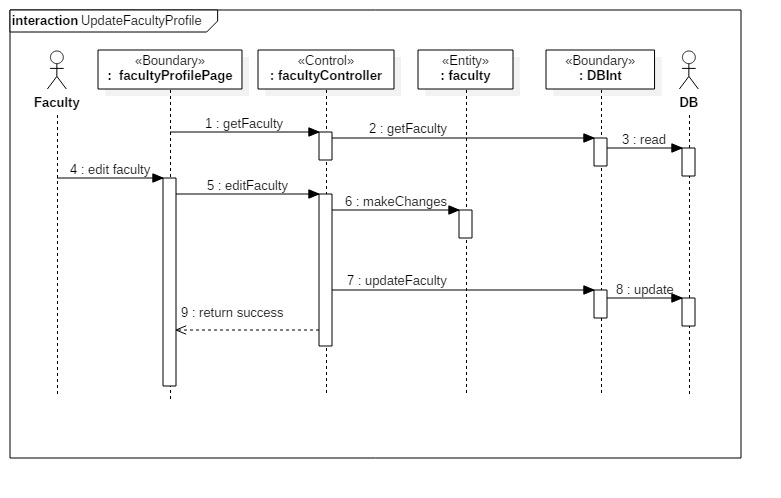 interaction UpdateFacultyProfile
«Boundary»
: facultyProfilePage
«Control»
: facultyController
«Entity»
: faculty
«Boundary»
: DBInt
Faculty
DB
1 : getFaculty
2 : getFaculty
3 : read
4 : edit faculty
5 : editFaculty
6 : makeChanges
7 : updateFaculty
8 : update
9 : return success